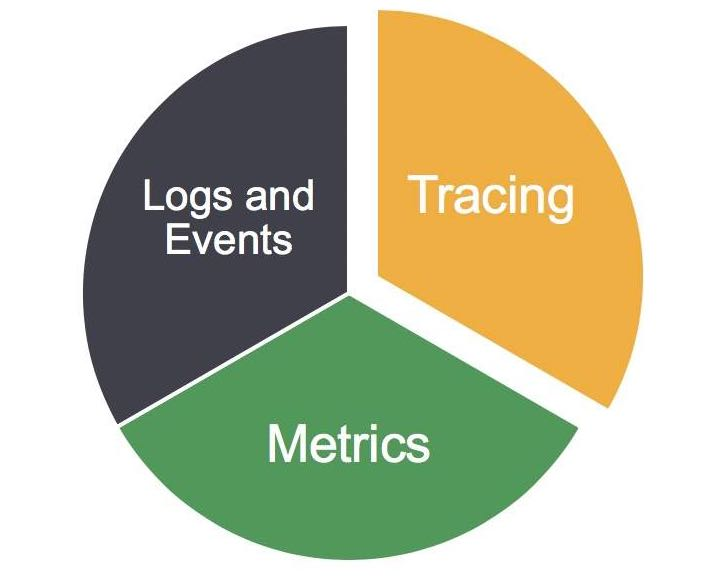 Logs and
Events
Tracing
Metrics